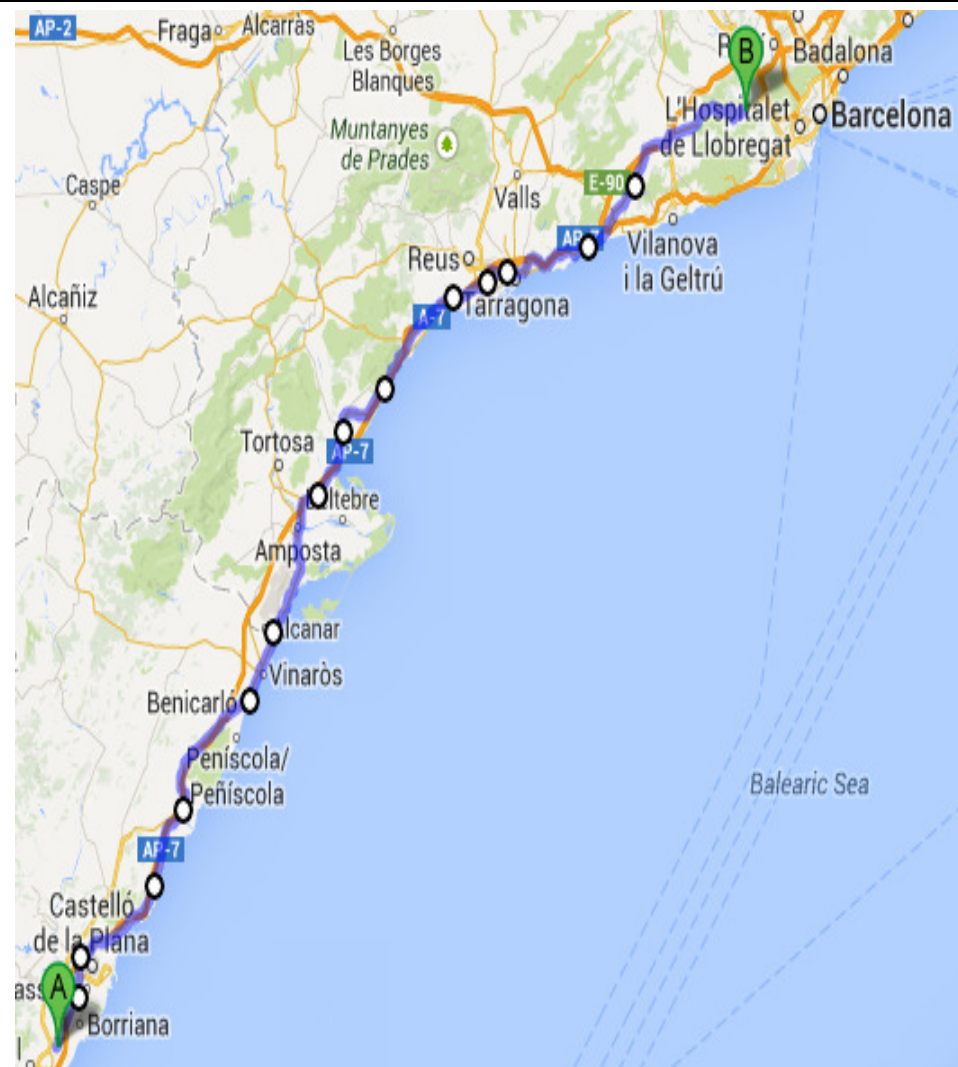 AP-2
Fraga
Alcarràs
Les Borges
Blanques
B
Badalona
L'Hospitalet
de Llobregat
Barcelona
Muntanyes
de Prades
Caspe
Valls
E-90
AP-7
Vilanova
i la Geltrú
Reus
Alcañiz
Tarragona
A-7
Tortosa
AP-7
Deltebre
Amposta
Alcanar
Vinaròs
Benicarló
Peníscola/
Peñíscola
Balearic Sea
AP-7
Castelló
de la Plana
A
Borriana